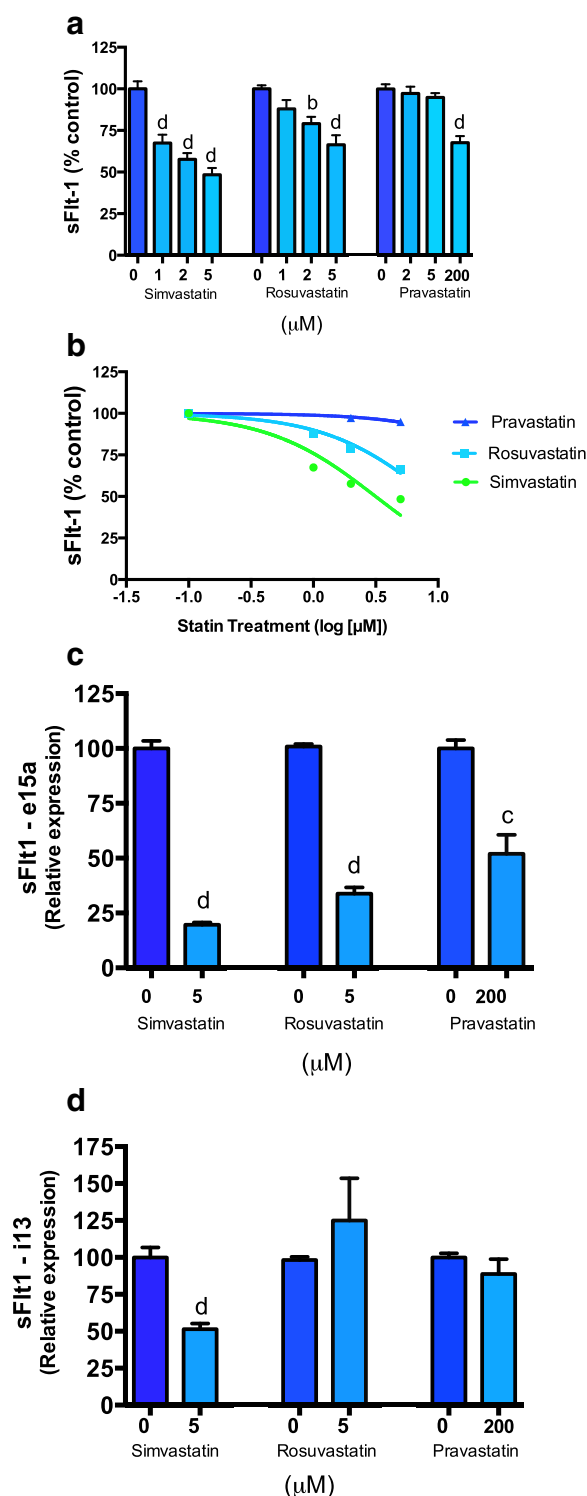 a
sFlt-1 (% control)
125
100
75
50
25
0
d
d
d
b
d
d
0 1 2 5 0 1 2 5 0 2 5 200
Simvastatin Rosuvastatin Pravastatin
(μM)
b
sFlt-1 (% control)
125
100
75
50
25
0
-1.5 -1.0 -0.5 0.0 0.5 1.0
Statin Treatment (log [μM])
Pravastatin
Rosuvastatin
Simvastatin
c
sFlt1 - e15a
(Relative expression)
125
100
75
50
25
0
d
d
c
0 5 0 5 0 200
Simvastatin Rosuvastatin Pravastatin
(μM)
d
sFlt1 - i13
(Relative expression)
175
150
125
100
75
50
25
0
d
0 5 0 5 0 200
Simvastatin Rosuvastatin Pravastatin
(μM)